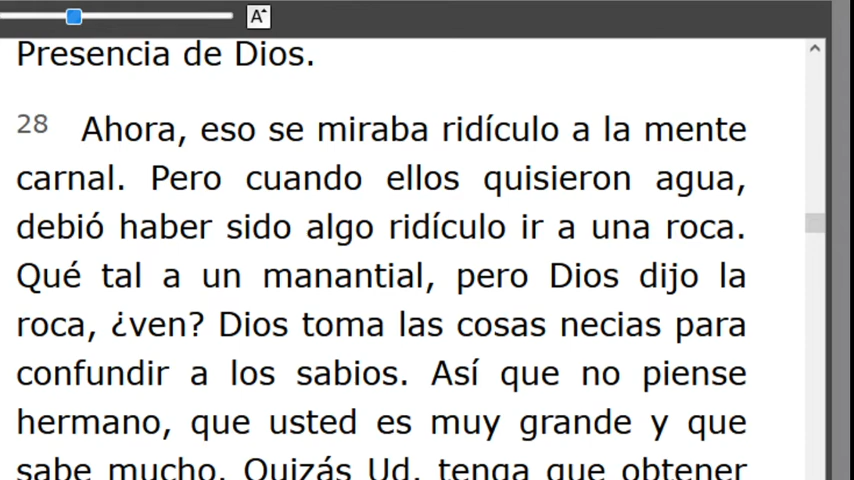 A
Presencia de Dios.
28 Ahora, eso se miraba ridículo a la mente
carnal. Pero cuando ellos quisieron agua,
debió haber sido algo ridículo ir a una roca.
Qué tal a un manantial, pero Dios dijo la
roca, ¿ven? Dios toma las cosas necias para
confundir a los sabios. Así que no piense
hermano, que usted es muy grande y que
sabe mucho. Quizás Ud. tenga que obtener